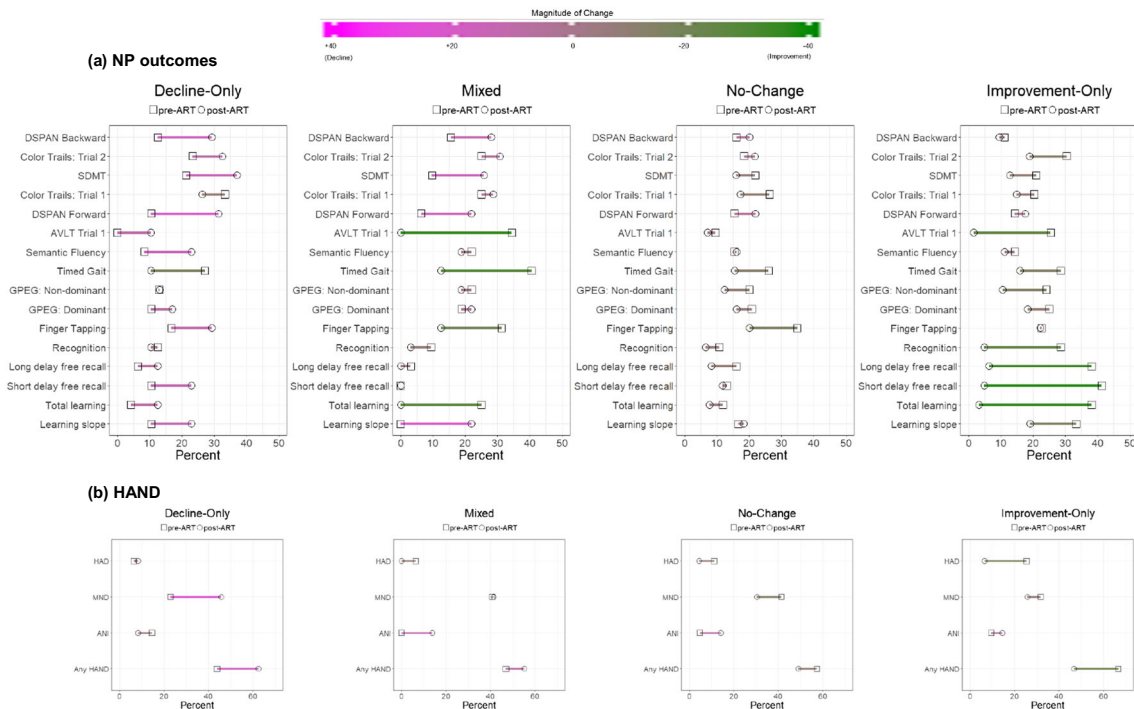 Magnitude of Change
+40 +20 0 -20 -40
(Decline) (Improvement)
(a) NP outcomes
Decline-Only
pre-ART post-ART
DSPAN Backward
Color Trails: Trial 2
SDMT
Color Trails: Trial 1
DSPAN Forward
AVLT Trial 1
Semantic Fluency
Timed Gait
GPEG: Non-dominant
GPEG: Dominant
Finger Tapping
Recognition
Long delay free recall
Short delay free recall
Total learning
Learning slope
0 10 20 30 40 50
Percent
Mixed
pre-ART post-ART
DSPAN Backward
Color Trails: Trial 2
SDMT
Color Trails: Trial 1
DSPAN Forward
AVLT Trial 1
Semantic Fluency
Timed Gait
GPEG: Non-dominant
GPEG: Dominant
Finger Tapping
Recognition
Long delay free recall
Short delay free recall
Total learning
Learning slope
0 10 20 30 40 50
Percent
No-Change
pre-ART post-ART
DSPAN Backward
Color Trails: Trial 2
SDMT
Color Trails: Trial 1
DSPAN Forward
AVLT Trial 1
Semantic Fluency
Timed Gait
GPEG: Non-dominant
GPEG: Dominant
Finger Tapping
Recognition
Long delay free recall
Short delay free recall
Total learning
Learning slope
0 10 20 30 40 50
Percent
Improvement-Only
pre-ART post-ART
DSPAN Backward
Color Trails: Trial 2
SDMT
Color Trails: Trial 1
DSPAN Forward
AVLT Trial 1
Semantic Fluency
Timed Gait
GPEG: Non-dominant
GPEG: Dominant
Finger Tapping
Recognition
Long delay free recall
Short delay free recall
Total learning
Learning slope
0 10 20 30 40 50
Percent
(b) HAND
Decline-Only
pre-ART post-ART
HAD
MND
ANI
Any HAND
0 20 40 60
Percent
Mixed
pre-ART post-ART
HAD
MND
ANI
Any HAND
0 20 40 60
Percent
No-Change
pre-ART post-ART
HAD
MND
ANI
Any HAND
0 20 40 60
Percent
Improvement-Only
pre-ART post-ART
HAD
MND
ANI
Any HAND
0 20 40 60
Percent